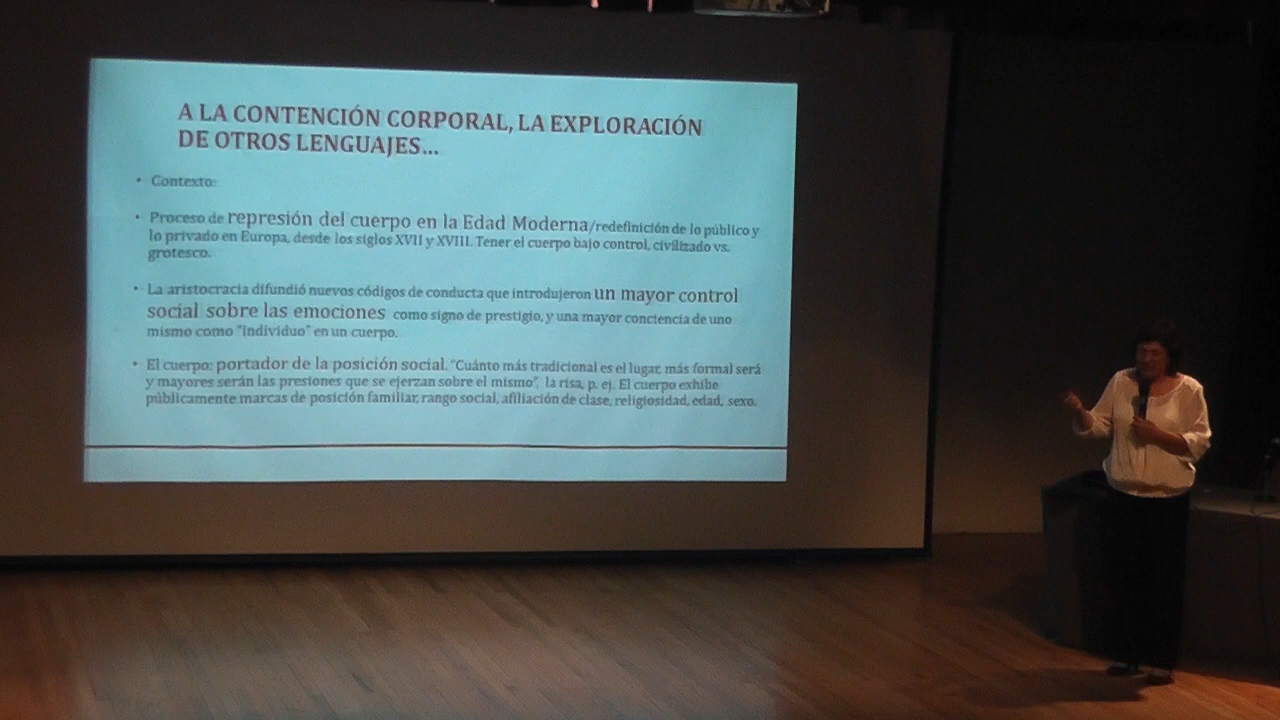 A LA CONTENCIÓN CORPORAL, LA EXPLORACIÓN
DE OTROS LENGUAJES...
• Contexto:
• Proceso de represión del cuerpo en la Edad Moderna/redefinición de lo público y
lo privado en Europa, desde los siglos XVII y XVIII. Tener el cuerpo bajo control, civilizado vs.
grotesco.
• La aristocracia difundió nuevos códigos de conducta que introdujeron un mayor control
social sobre las emociones como signo de prestigio, y una mayor conciencia de uno
mismo como "individuo" en un cuerpo.
• El cuerpo: portador de la posición social. "Cuánto más tradicional es el lugar, más formal será
y mayores serán las presiones que se ejerzan sobre el mismo", la risa, p. ej. El cuerpo exhibe
públicamente marcas de posición familiar, rango social, afiliación de clase, religiosidad, edad, sexo.